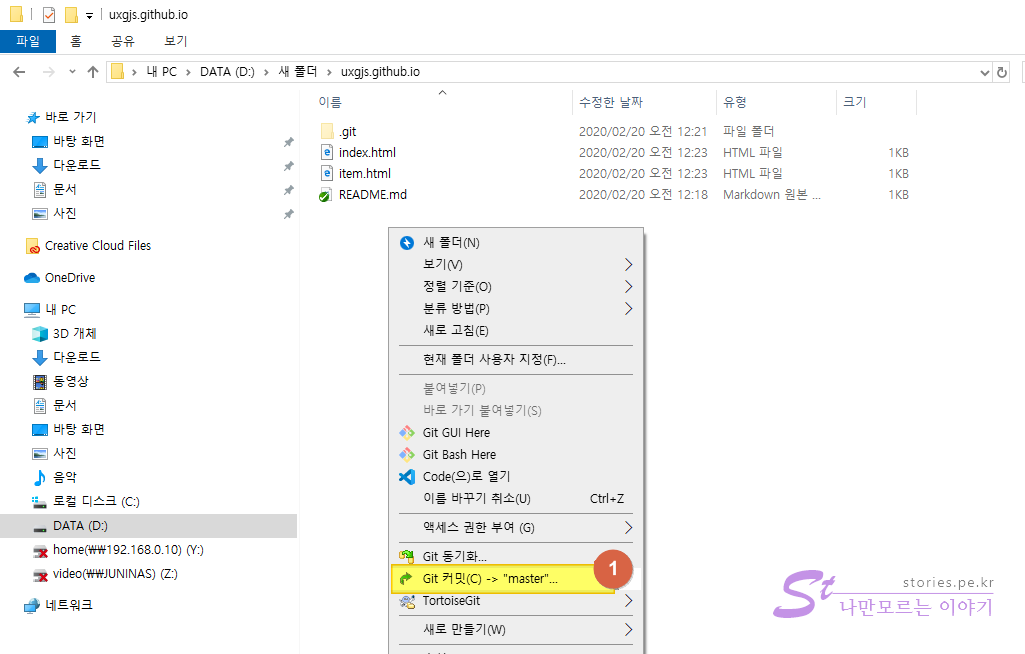 uxgjs.github.io
파일 홈 공유 보기
내 PC DATA (D:) 새 폴더 uxgjs.github.io
이름 수정한 날짜 유형 크기
.git 2020/02/20 오전 12:21 파일 폴더
index.html 2020/02/20 오전 12:23 HTML 파일 1KB
item.html 2020/02/20 오전 12:23 HTML 파일 1KB
README.md 2020/02/20 오전 12:18 Markdown 원본 ... 1KB
바로 가기
바탕 화면
다운로드
문서
사진
Creative Cloud Files
OneDrive
내 PC
3D 개체
다운로드
동영상
문서
바탕 화면
사진
음악
로컬 디스크 (C:)
DATA (D:)
home(₩₩192.168.0.10) (Y:)
video(₩₩JUNINAS) (Z:)
네트워크
새 폴더(N)
보기(V)
정렬 기준(O)
분류 방법(P)
새로 고침(E)
현재 폴더 사용자 지정(F)...
붙여넣기(P)
바로 가기 붙여넣기(S)
Git GUI Here
Git Bash Here
Code(으)로 열기
이름 바꾸기 취소(U) Ctrl+Z
액세스 권한 부여 (G)
Git 동기화...
Git 커밋(C) -> "master"...
1
TortoiseGit
새로 만들기(W)
St
stories.pe.kr
나만모르는 이야기